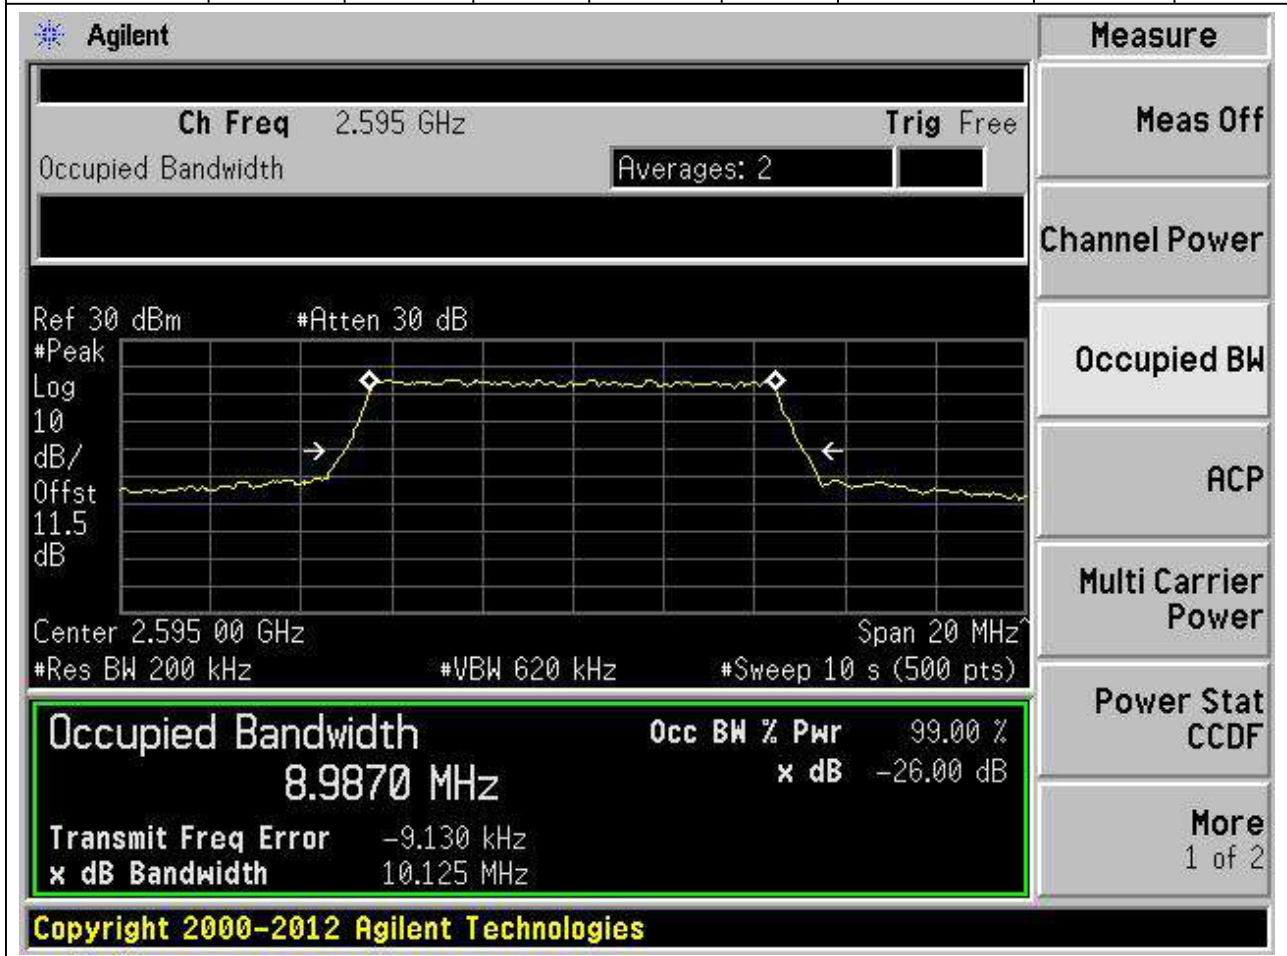 Agilent
Measure
Ch Freq 2.595 GHz Trig Free
Meas Off
Occupied Bandwidth Averages: 2
Channel Power
Ref 30 dBm #Atten 30 dB
#Peak
Log
10
dB/
Offst
11.5
dB
Occupied BW
ACP
Center 2.595 00 GHz Span 20 MHz^
#Res BW 200 kHz #VBW 620 kHz #Sweep 10 s (500 pts)
Multi Carrier
Power
Occupied Bandwidth Occ BW % Pwr 99.00 %
8.9870 MHz x dB -26.00 dB
Transmit Freq Error -9.130 kHz
x dB Bandwidth 10.125 MHz
Power Stat
CCDF
More
1 of 2
Copyright 2000-2012 Agilent Technologies